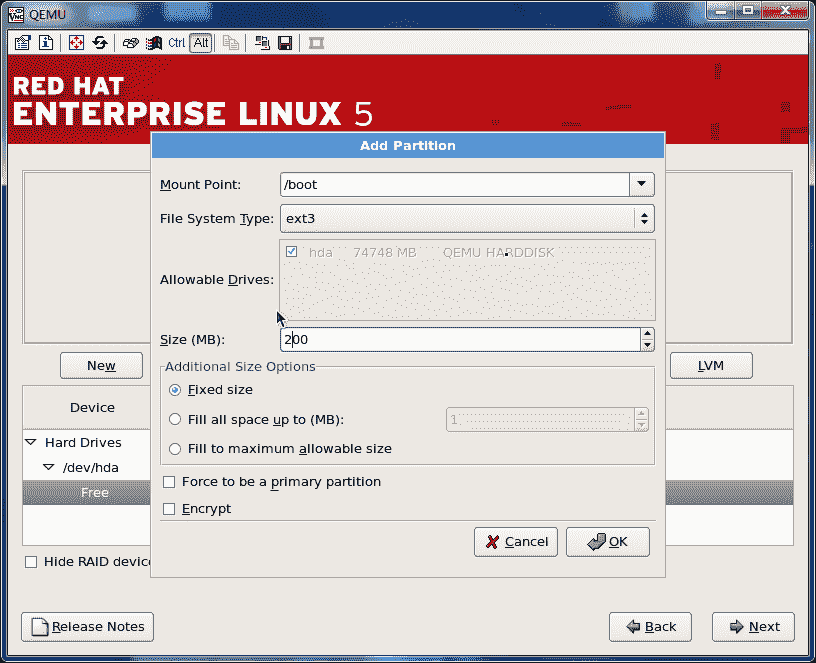 QEMU
Ctrl Alt
RED HAT
ENTERPRISE LINUX 5
Add Partition
Mount Point: /boot
File System Type: ext3
Allowable Drives:
hda 74748 MB QEMU HARDDISK
Size (MB): 200
New
LVM
Additional Size Options
Device
Fixed size
Fill all space up to (MB): 1
Hard Drives
Fill to maximum allowable size
/dev/hda
Force to be a primary partition
Free
Encrypt
Cancel OK
Hide RAID device
Release Notes Back Next